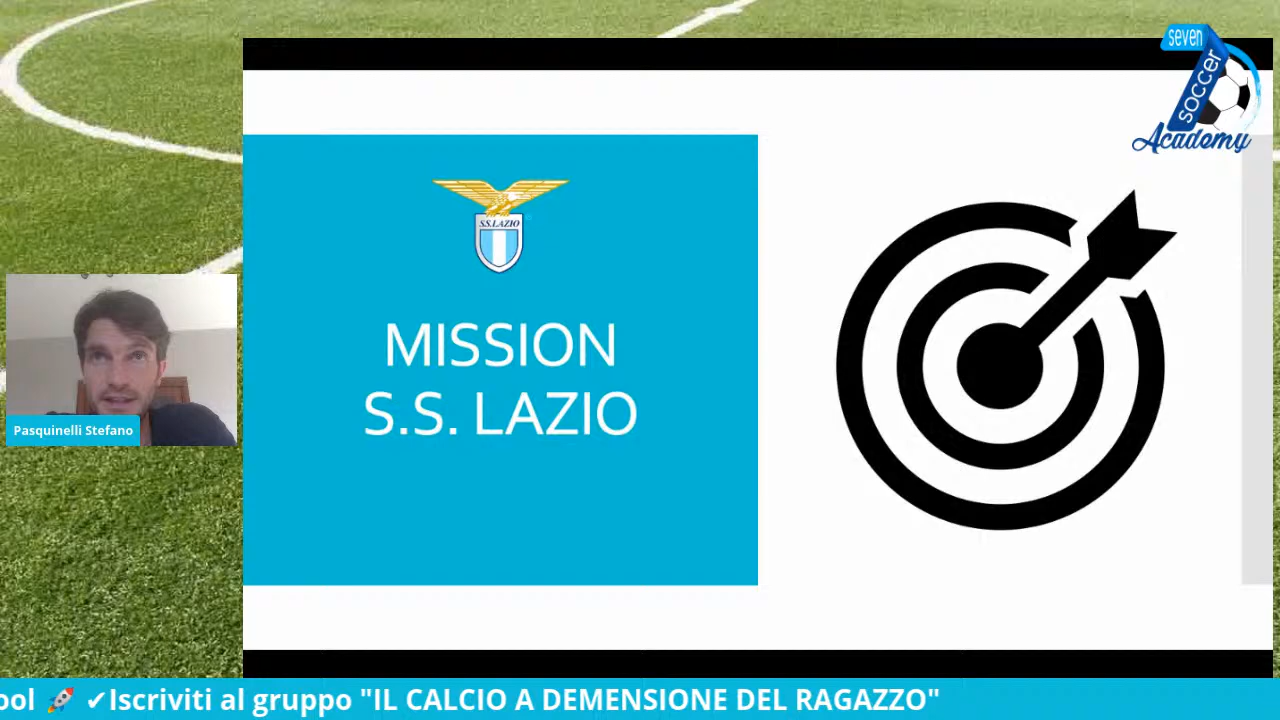 seven
SOCCER
Academy
S.S.LAZIO
MISSION
S.S. LAZIO
Pasquinelli Stefano
ool 🚀 ✔Iscriviti al gruppo "IL CALCIO A DEMENSIONE DEL RAGAZZO"